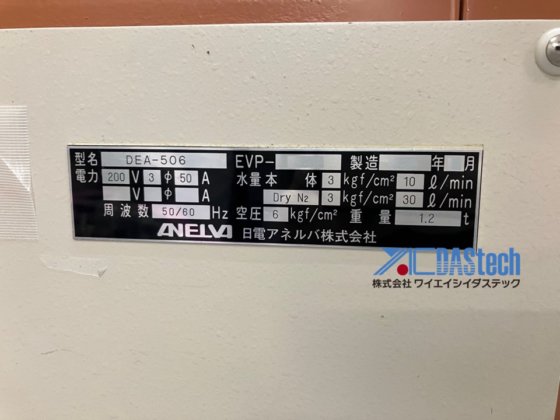 型名 DEA-506 EVP- 製造 年 月
電力 200 V 3 Φ 50 A 水量 本体 3 kgf/cm² 10 ℓ/min
V Φ A Dry N₂ 3 kgf/cm² 30 ℓ/min
周波数 50/60 Hz 空圧 6 kgf/cm² 重量 1.2 t
ANELVA 日電アネルバ株式会社
DAStech
株式会社 ワイエイシイダステック